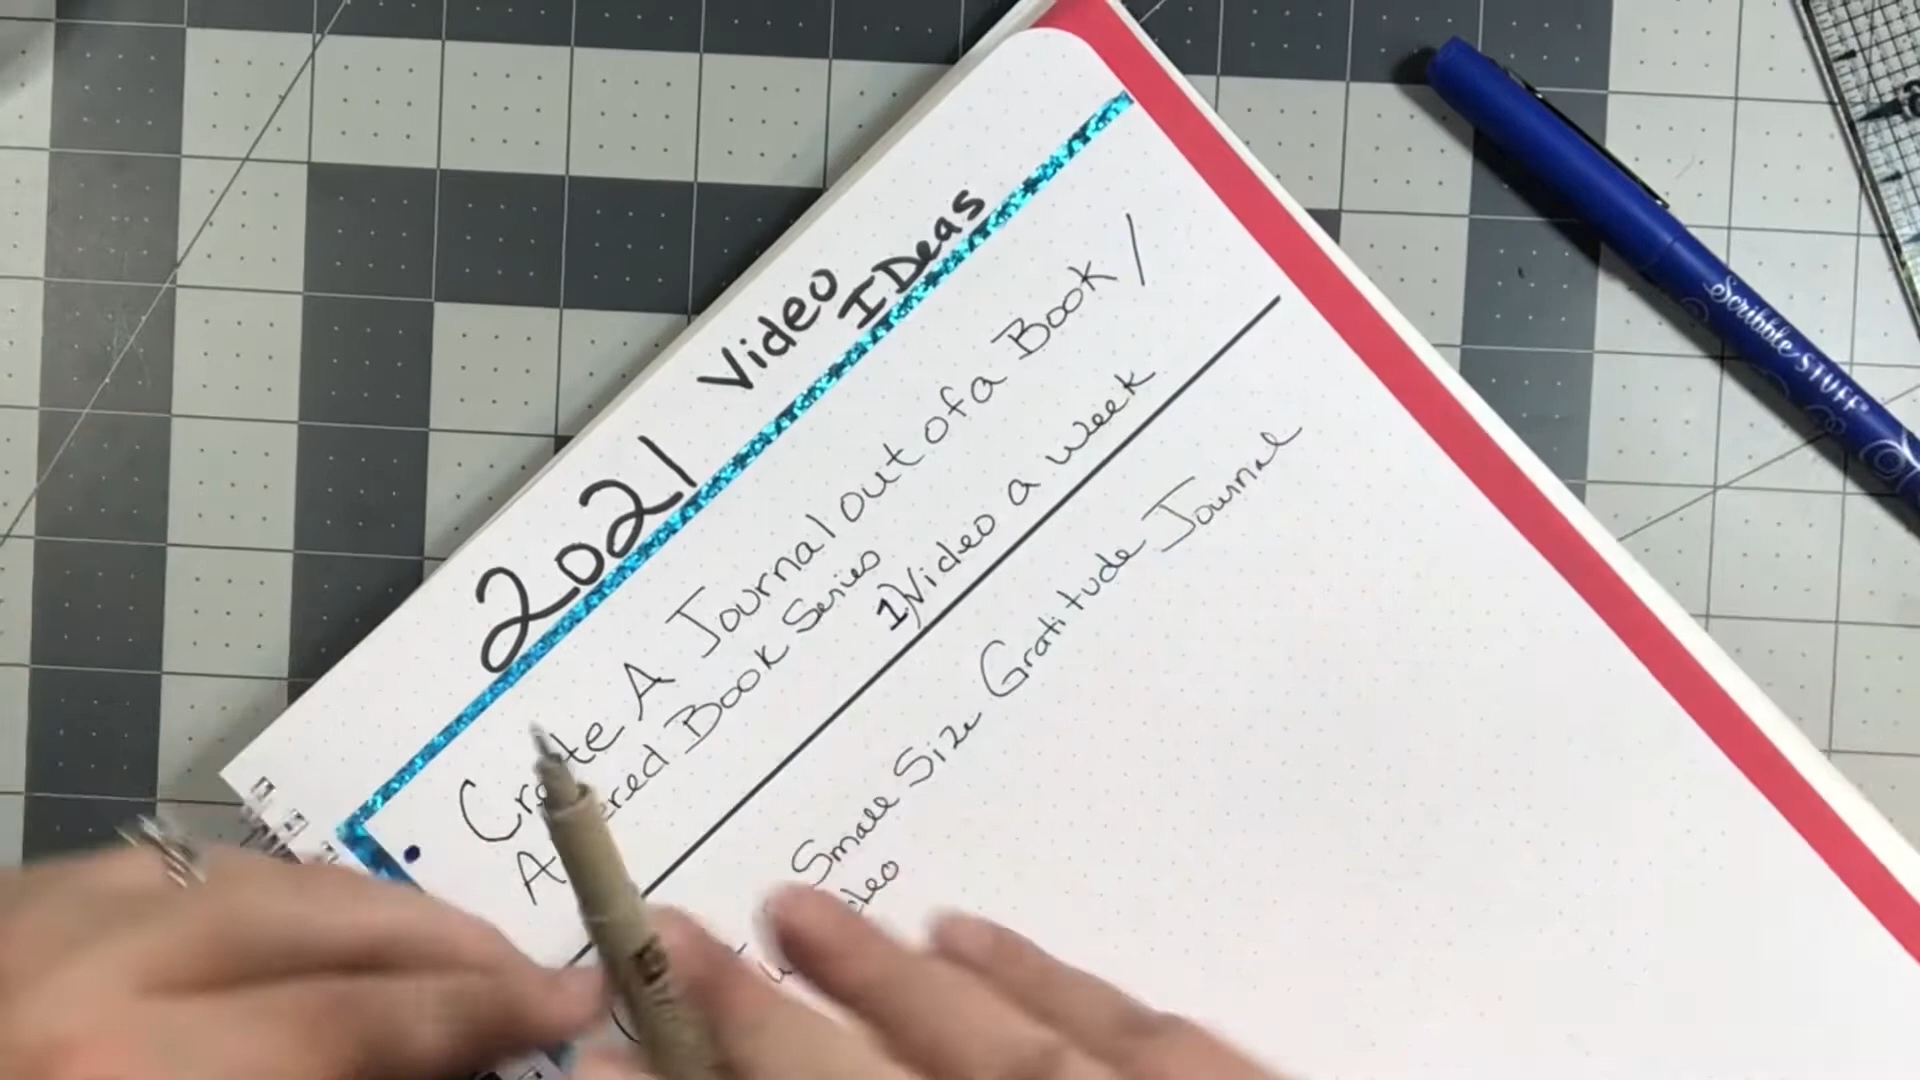 2021 Video IDeas
Create A Journal out of a Book /
Altered Book Series
1) Video a week
Small Size Gratitude Journal
Scribble STUFF